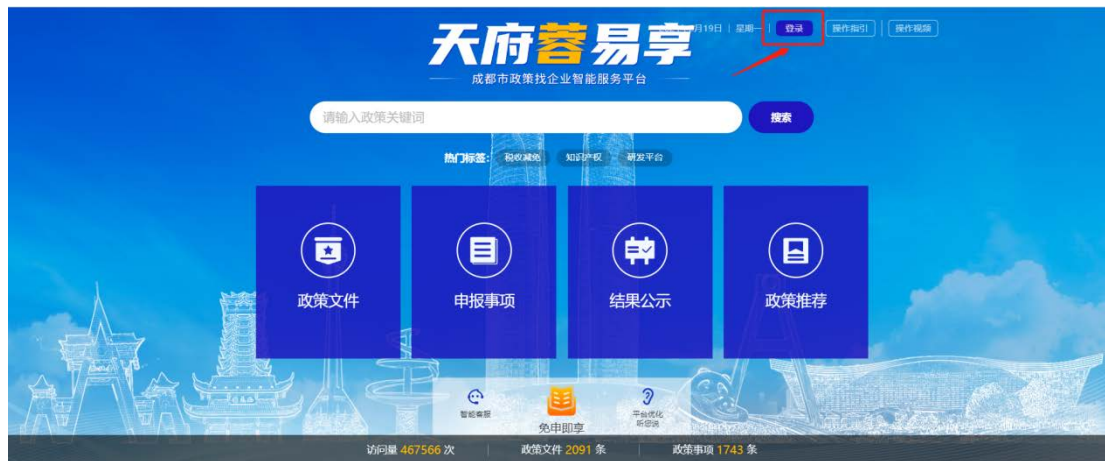 天府蓉易享
成都市政策找企业智能服务平台
月19日 | 星期一 | 登录 操作指引 | 操作视频
请输入政策关键词 搜索
热门标签： 税收减免 知识产权 研发平台
政策文件 申报事项 结果公示 政策推荐
智能客服 免申即享 平台优化
听您说
访问量 467566 次 政策文件 2091 条 政策事项 1743 条